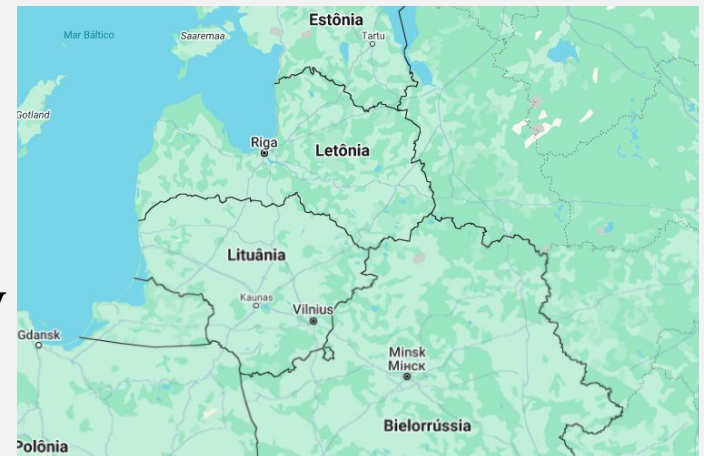 Estônia
Mar Báltico
Saaremaa
Tartu
Gotland
Riga
Letônia
Lituânia
Kaunas
Vilnius
Gdansk
Minsk
Мінск
Bielorrússia
Polônia